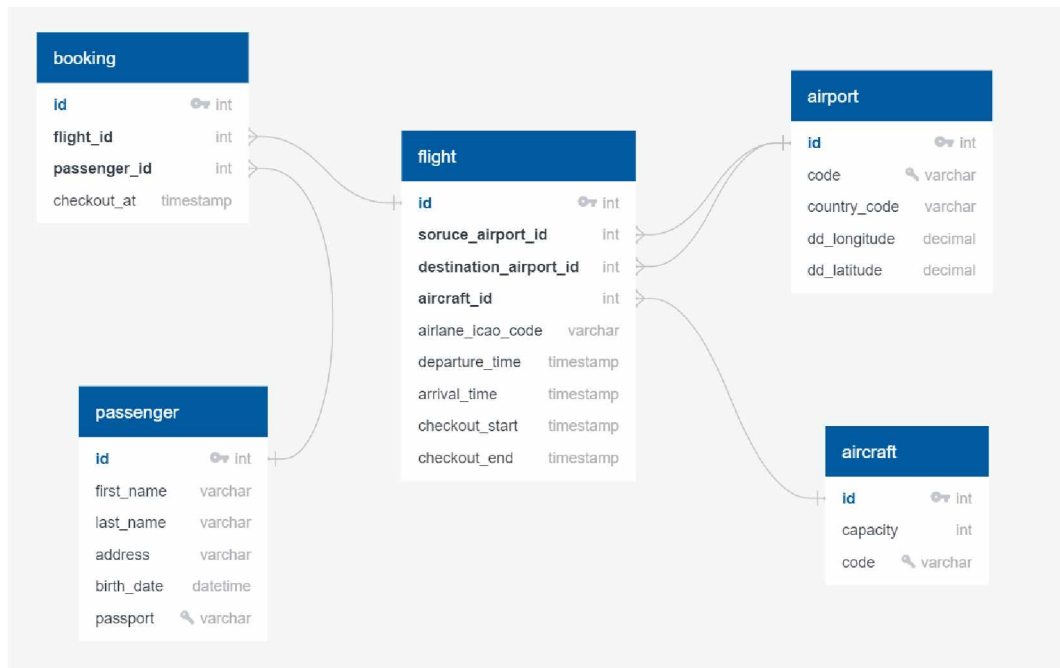 booking
id int
flight_id int
passenger_id int
checkout_at timestamp
flight
id int
soruce_airport_id int
destination_airport_id int
aircraft_id int
airlane_icao_code varchar
departure_time timestamp
arrival_time timestamp
checkout_start timestamp
checkout_end timestamp
airport
id int
code varchar
country_code varchar
dd_longitude decimal
dd_latitude decimal
passenger
id int
first_name varchar
last_name varchar
address varchar
birth_date datetime
passport varchar
aircraft
id int
capacity int
code varchar